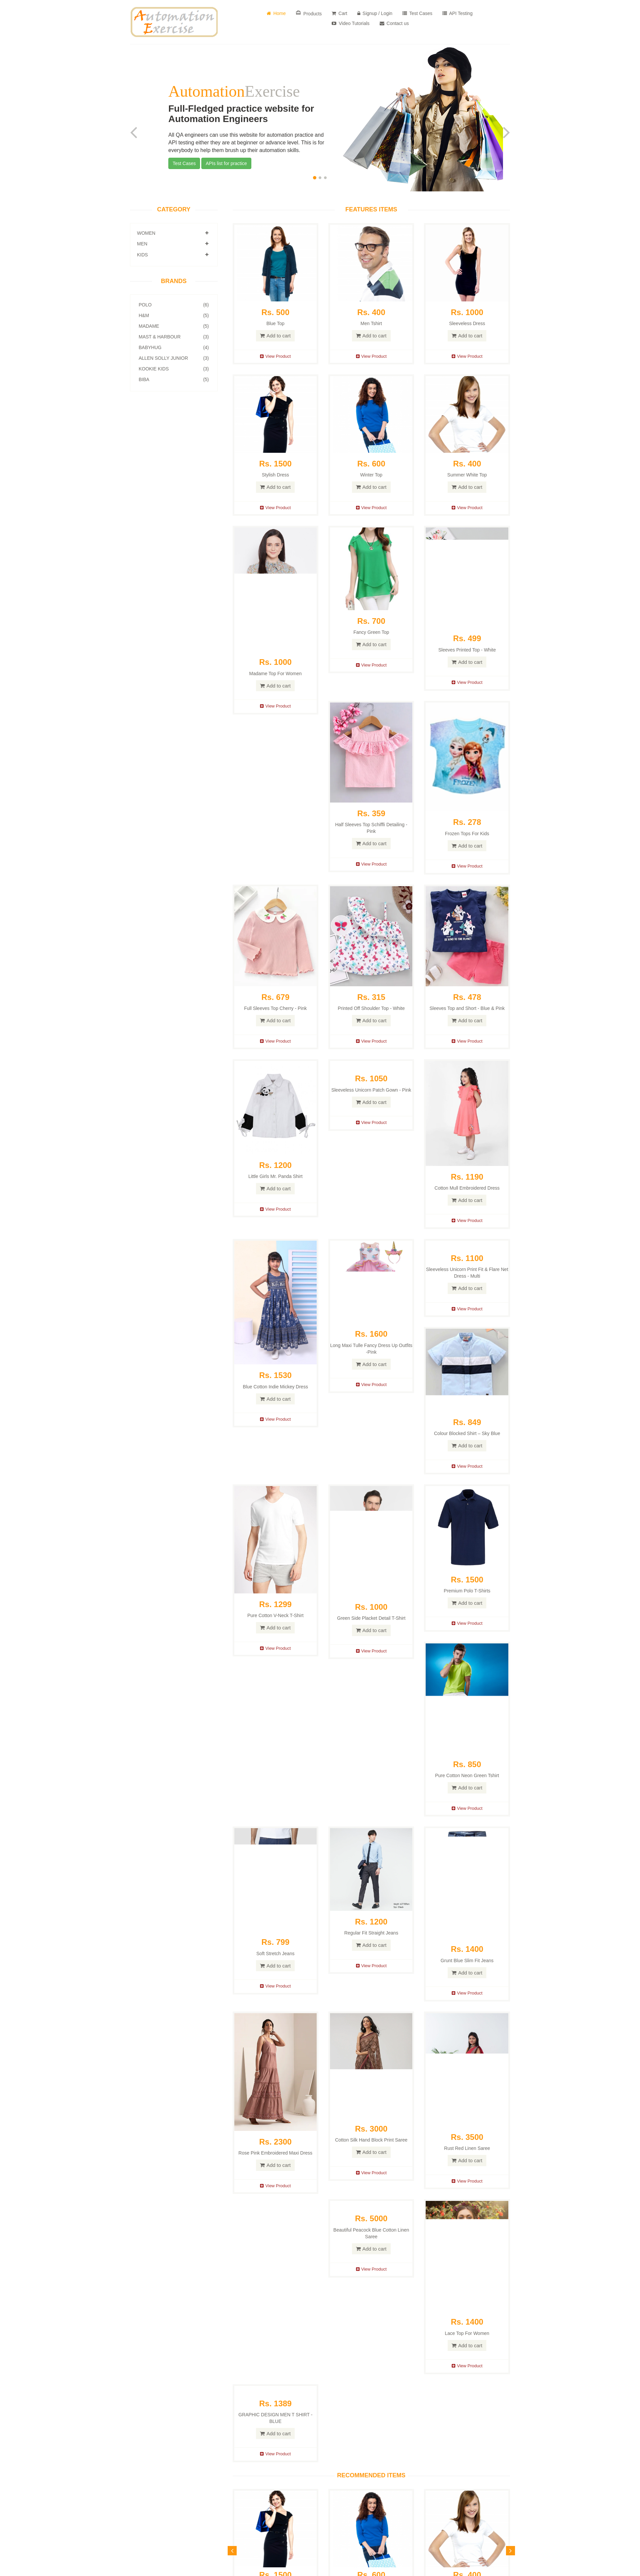 Automation
Exercise
Home
Products
Cart
Signup / Login
Test Cases
API Testing
Video Tutorials
Contact us
AutomationExercise
Full-Fledged practice website for
Automation Engineers
All QA engineers can use this website for automation practice and
API testing either they are at beginner or advance level. This is for
everybody to help them brush up their automation skills.
Test Cases
APIs list for practice
CATEGORY
WOMEN
MEN
KIDS
BRANDS
POLO (6)
H&M (5)
MADAME (5)
MAST & HARBOUR (3)
BABYHUG (4)
ALLEN SOLLY JUNIOR (3)
KOOKIE KIDS (3)
BIBA (5)
FEATURES ITEMS
Rs. 500
Blue Top
Add to cart
View Product
Rs. 400
Men Tshirt
Add to cart
View Product
Rs. 1000
Sleeveless Dress
Add to cart
View Product
Rs. 1500
Stylish Dress
Add to cart
View Product
Rs. 600
Winter Top
Add to cart
View Product
Rs. 400
Summer White Top
Add to cart
View Product
Rs. 1000
Madame Top For Women
Add to cart
View Product
Rs. 700
Fancy Green Top
Add to cart
View Product
Rs. 499
Sleeves Printed Top - White
Add to cart
View Product
Rs. 359
Half Sleeves Top Schiffli Detailing -
Pink
Add to cart
View Product
Rs. 278
Frozen Tops For Kids
Add to cart
View Product
Rs. 679
Full Sleeves Top Cherry - Pink
Add to cart
View Product
Rs. 315
Printed Off Shoulder Top - White
Add to cart
View Product
Rs. 478
Sleeves Top and Short - Blue & Pink
Add to cart
View Product
Rs. 1200
Little Girls Mr. Panda Shirt
Add to cart
View Product
Rs. 1050
Sleeveless Unicorn Patch Gown - Pink
Add to cart
View Product
Rs. 1190
Cotton Mull Embroidered Dress
Add to cart
View Product
Rs. 1530
Blue Cotton Indie Mickey Dress
Add to cart
View Product
Rs. 1600
Long Maxi Tulle Fancy Dress Up Outfits
-Pink
Add to cart
View Product
Rs. 1100
Sleeveless Unicorn Print Fit & Flare Net
Dress - Multi
Add to cart
View Product
Rs. 849
Colour Blocked Shirt – Sky Blue
Add to cart
View Product
Rs. 1299
Pure Cotton V-Neck T-Shirt
Add to cart
View Product
Rs. 1000
Green Side Placket Detail T-Shirt
Add to cart
View Product
Rs. 1500
Premium Polo T-Shirts
Add to cart
View Product
Rs. 850
Pure Cotton Neon Green Tshirt
Add to cart
View Product
Rs. 799
Soft Stretch Jeans
Add to cart
View Product
Rs. 1200
Regular Fit Straight Jeans
Add to cart
View Product
Rs. 1400
Grunt Blue Slim Fit Jeans
Add to cart
View Product
Rs. 2300
Rose Pink Embroidered Maxi Dress
Add to cart
View Product
Rs. 3000
Cotton Silk Hand Block Print Saree
Add to cart
View Product
Rs. 3500
Rust Red Linen Saree
Add to cart
View Product
Rs. 5000
Beautiful Peacock Blue Cotton Linen
Saree
Add to cart
View Product
Rs. 1400
Lace Top For Women
Add to cart
View Product
Rs. 1389
GRAPHIC DESIGN MEN T SHIRT -
BLUE
Add to cart
View Product
RECOMMENDED ITEMS
Rs. 1500
Rs. 600
Rs. 400